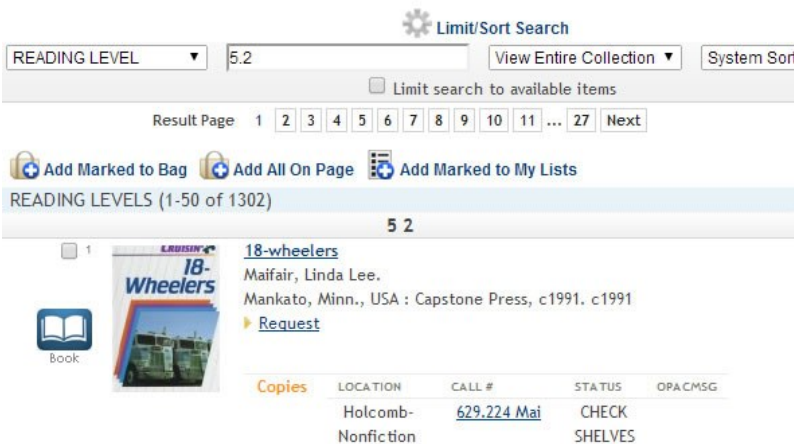 Limit/Sort Search
READING LEVEL 5.2 View Entire Collection System Sort
Limit search to available items
Result Page 1 2 3 4 5 6 7 8 9 10 11 ... 27 Next
Add Marked to Bag Add All On Page Add Marked to My Lists
READING LEVELS (1-50 of 1302)
5 2
1
CRUISIN'
18-
Wheelers
Book
18-wheelers
Maifair, Linda Lee.
Mankato, Minn., USA : Capstone Press, c1991. c1991
Request
Copies LOCATION CALL # STATUS OPACMSG
Holcomb- 629.224 Mai CHECK
Nonfiction SHELVES